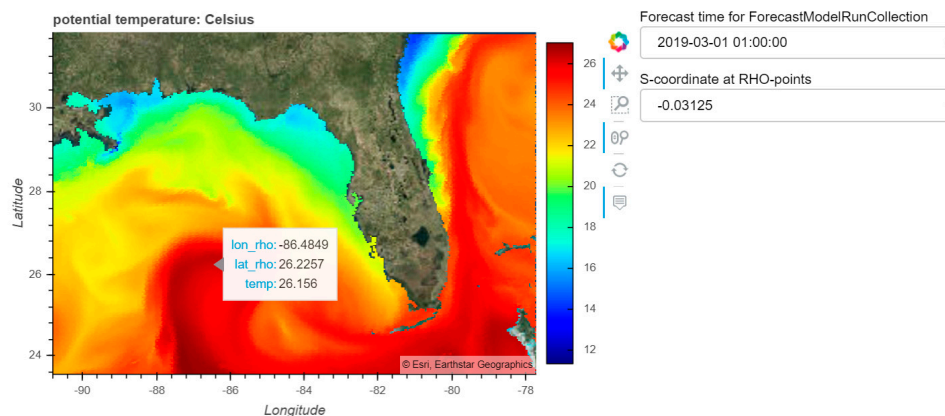 potential temperature: Celsius
Latitude
30
28
26
24
lon_rho: -86.4849
lat_rho: 26.2257
temp: 26.156
© Esri, Earthstar Geographics
-90
-88
-86
-84
-82
-80
-78
Longitude
26
24
22
20
18
16
14
12
Forecast time for ForecastModelRunCollection
2019-03-01 01:00:00
S-coordinate at RHO-points
-0.03125